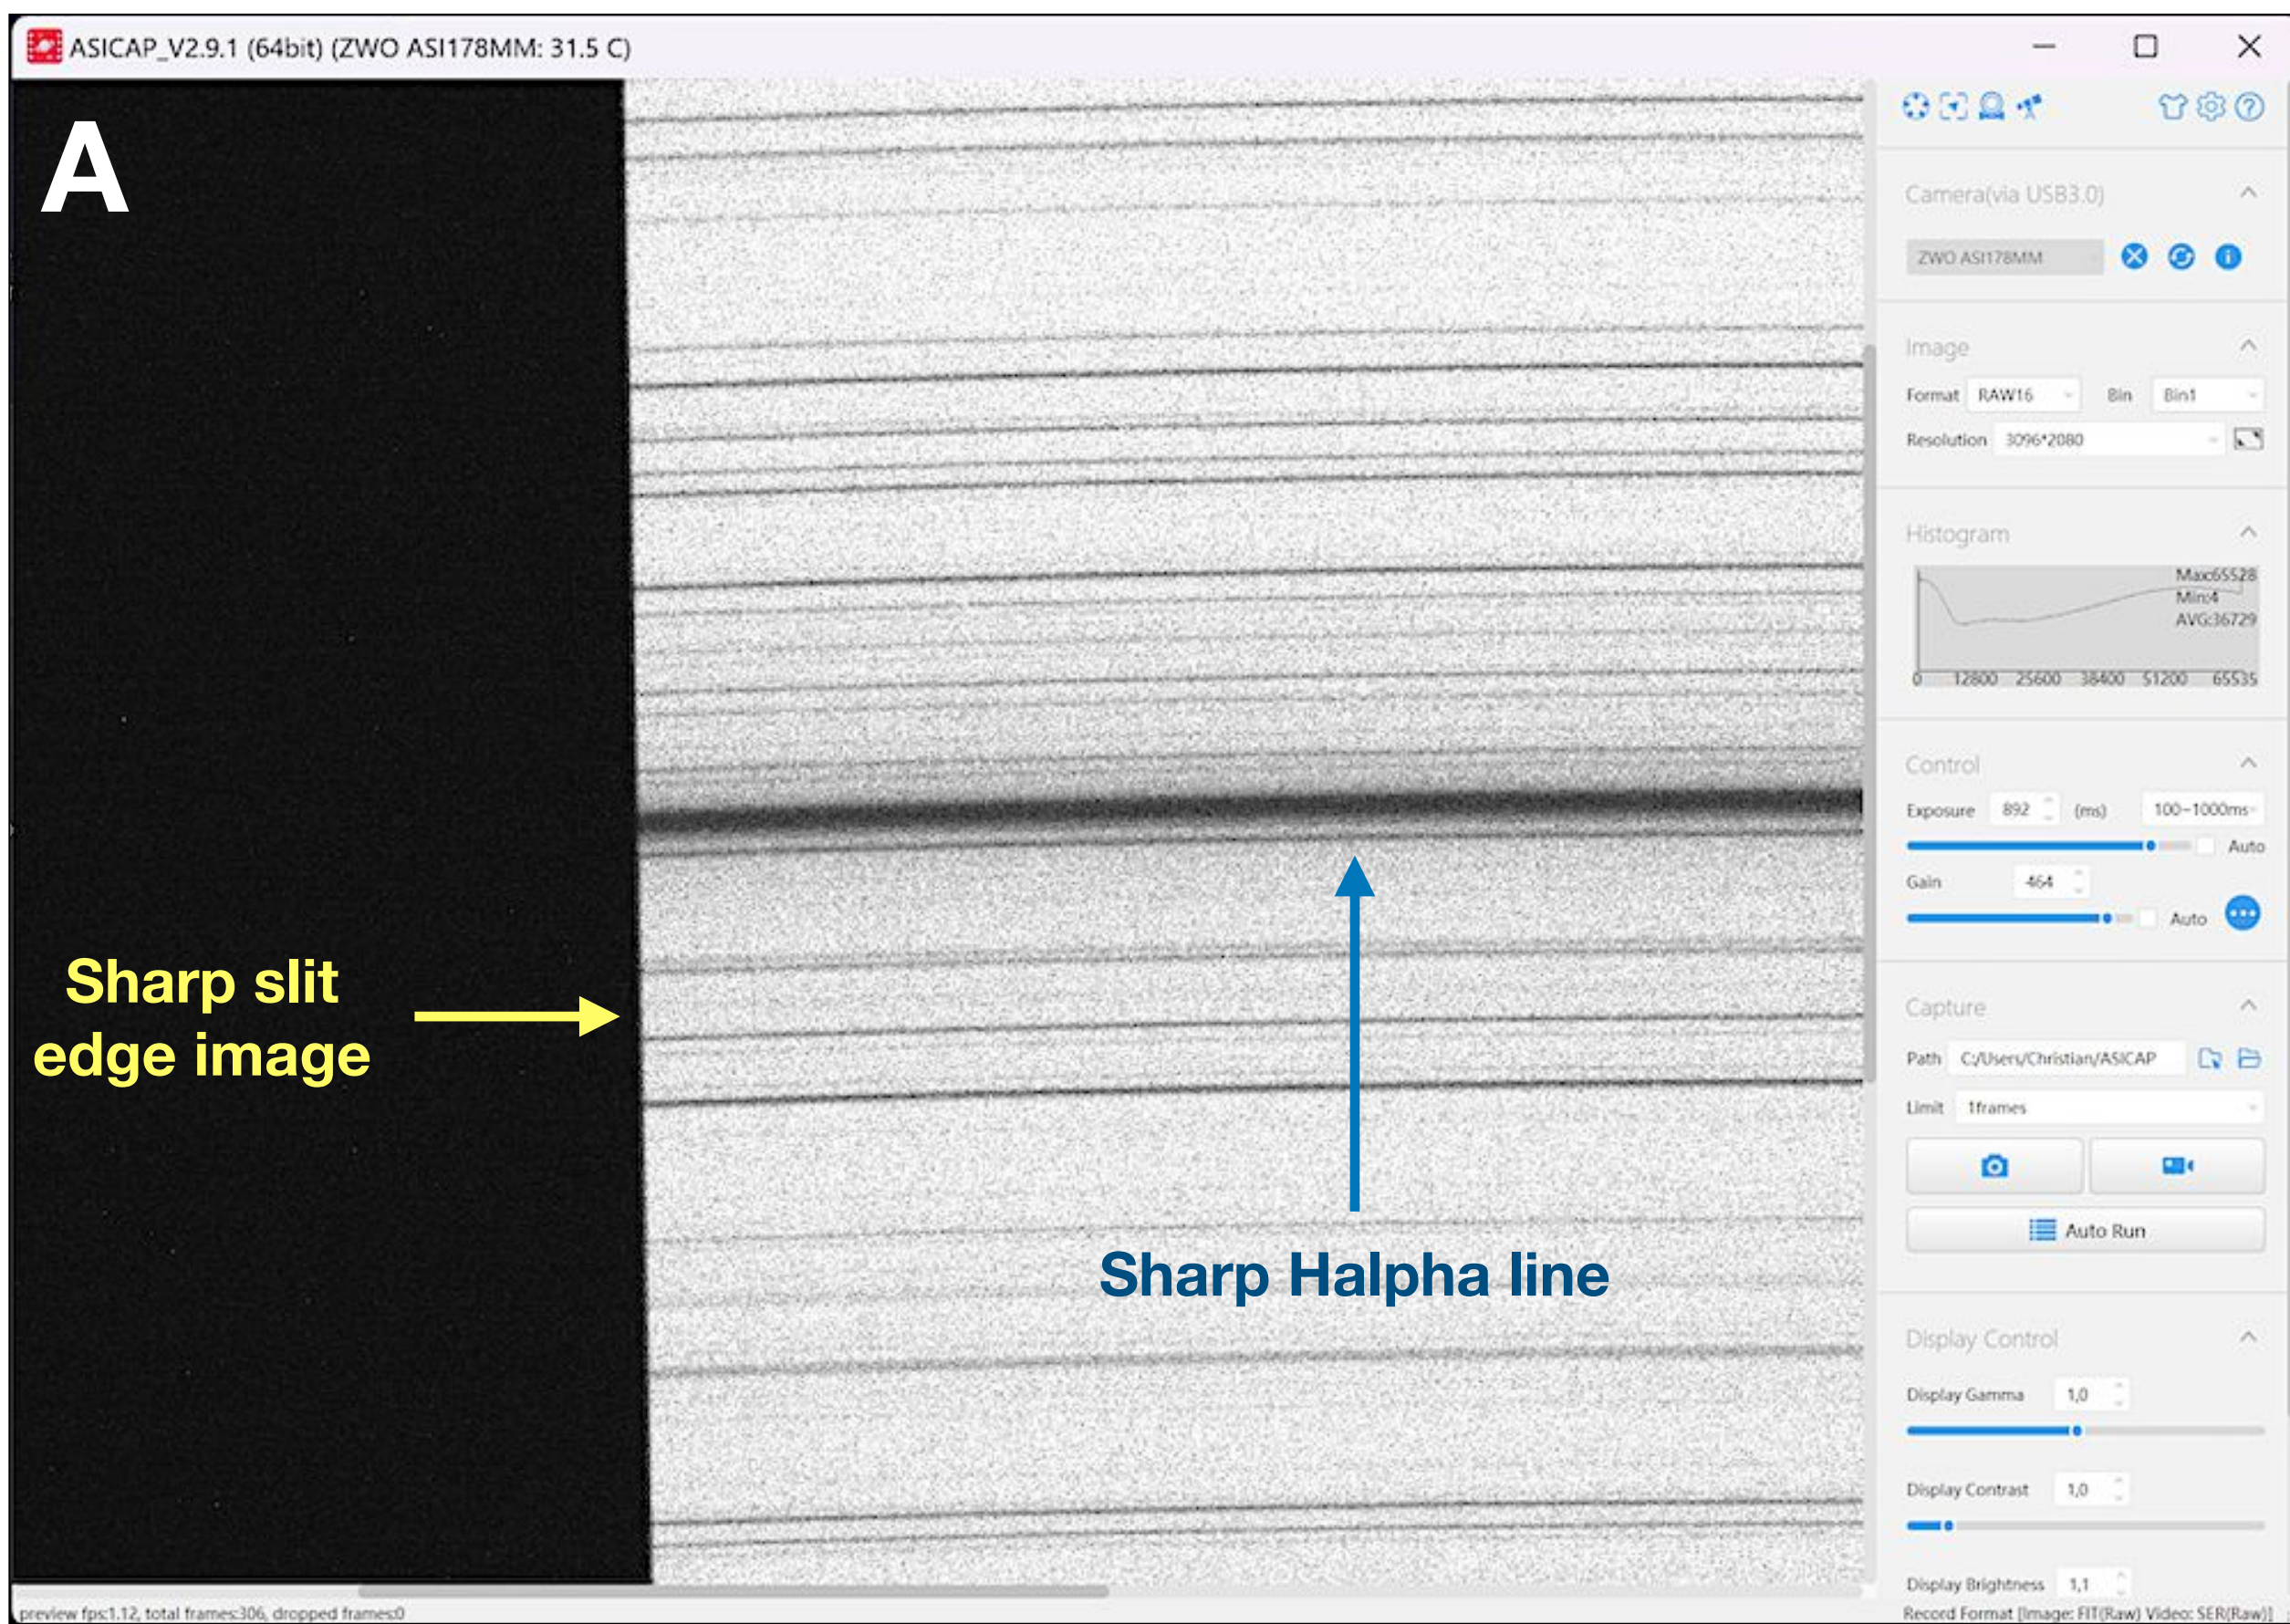 ASICAP_V2.9.1 (64bit) (ZWO ASI178MM: 31.5 C)
A
Sharp slit
edge image
Sharp Halpha line
Camera(via USB3.0)
ZWO ASI178MM
Image
Format RAW16 Bin Bin1
Resolution 3096*2080
Histogram
Max:65528
Min:4
AVG:36729
0 12800 25600 38400 51200 65535
Control
Exposure 892 (ms) 100~1000ms
Auto
Gain 464
Auto
Capture
Path C:/Users/Christian/ASICAP
Limit 1frames
Auto Run
Display Control
Display Gamma 1,0
Display Contrast 1,0
Display Brightness 1,1
preview fps:1.12, total frames:306, dropped frames:0
Record Format [Image: FIT(Raw) Video: SER(Raw)]